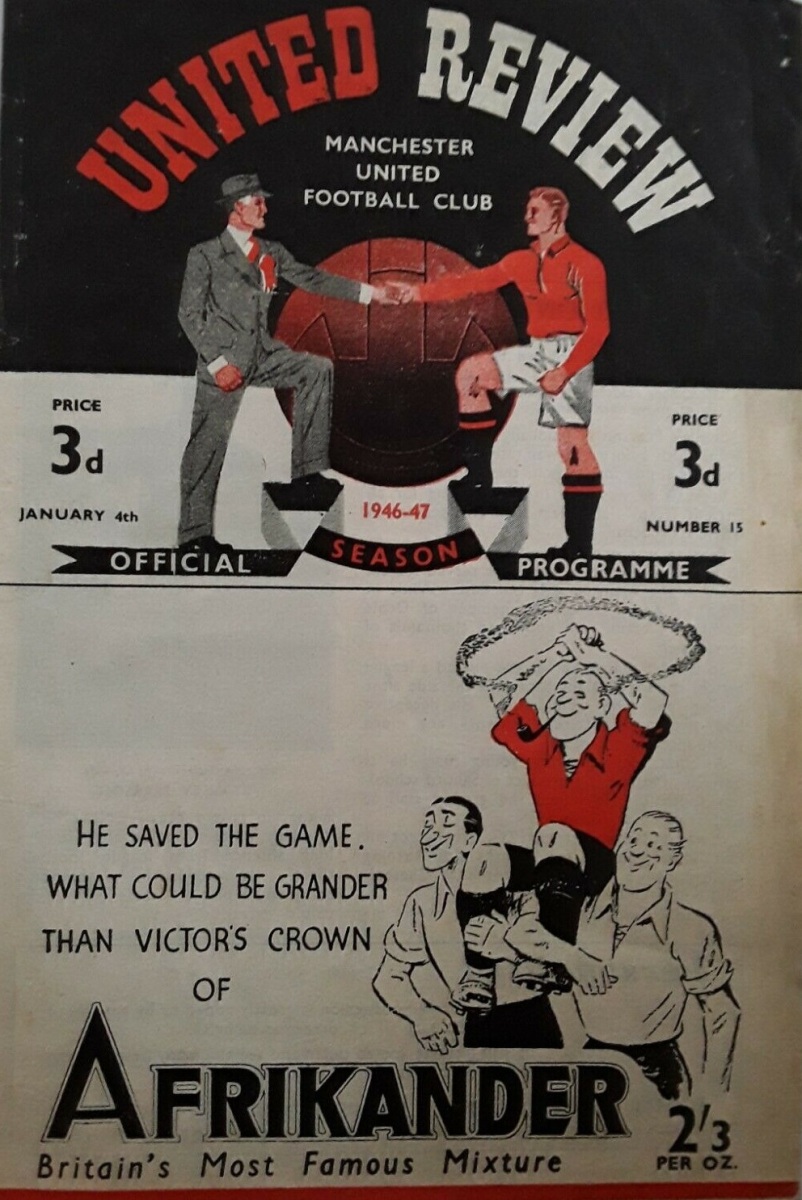 UNITED REVIEW
MANCHESTER
UNITED
FOOTBALL CLUB
PRICE
3d
JANUARY 4th
PRICE
3d
NUMBER 15
1946-47
OFFICIAL SEASON PROGRAMME
HE SAVED THE GAME.
WHAT COULD BE GRANDER
THAN VICTOR'S CROWN
OF
AFRIKANDER
2'/3
PER OZ.
Britain's Most Famous Mixture